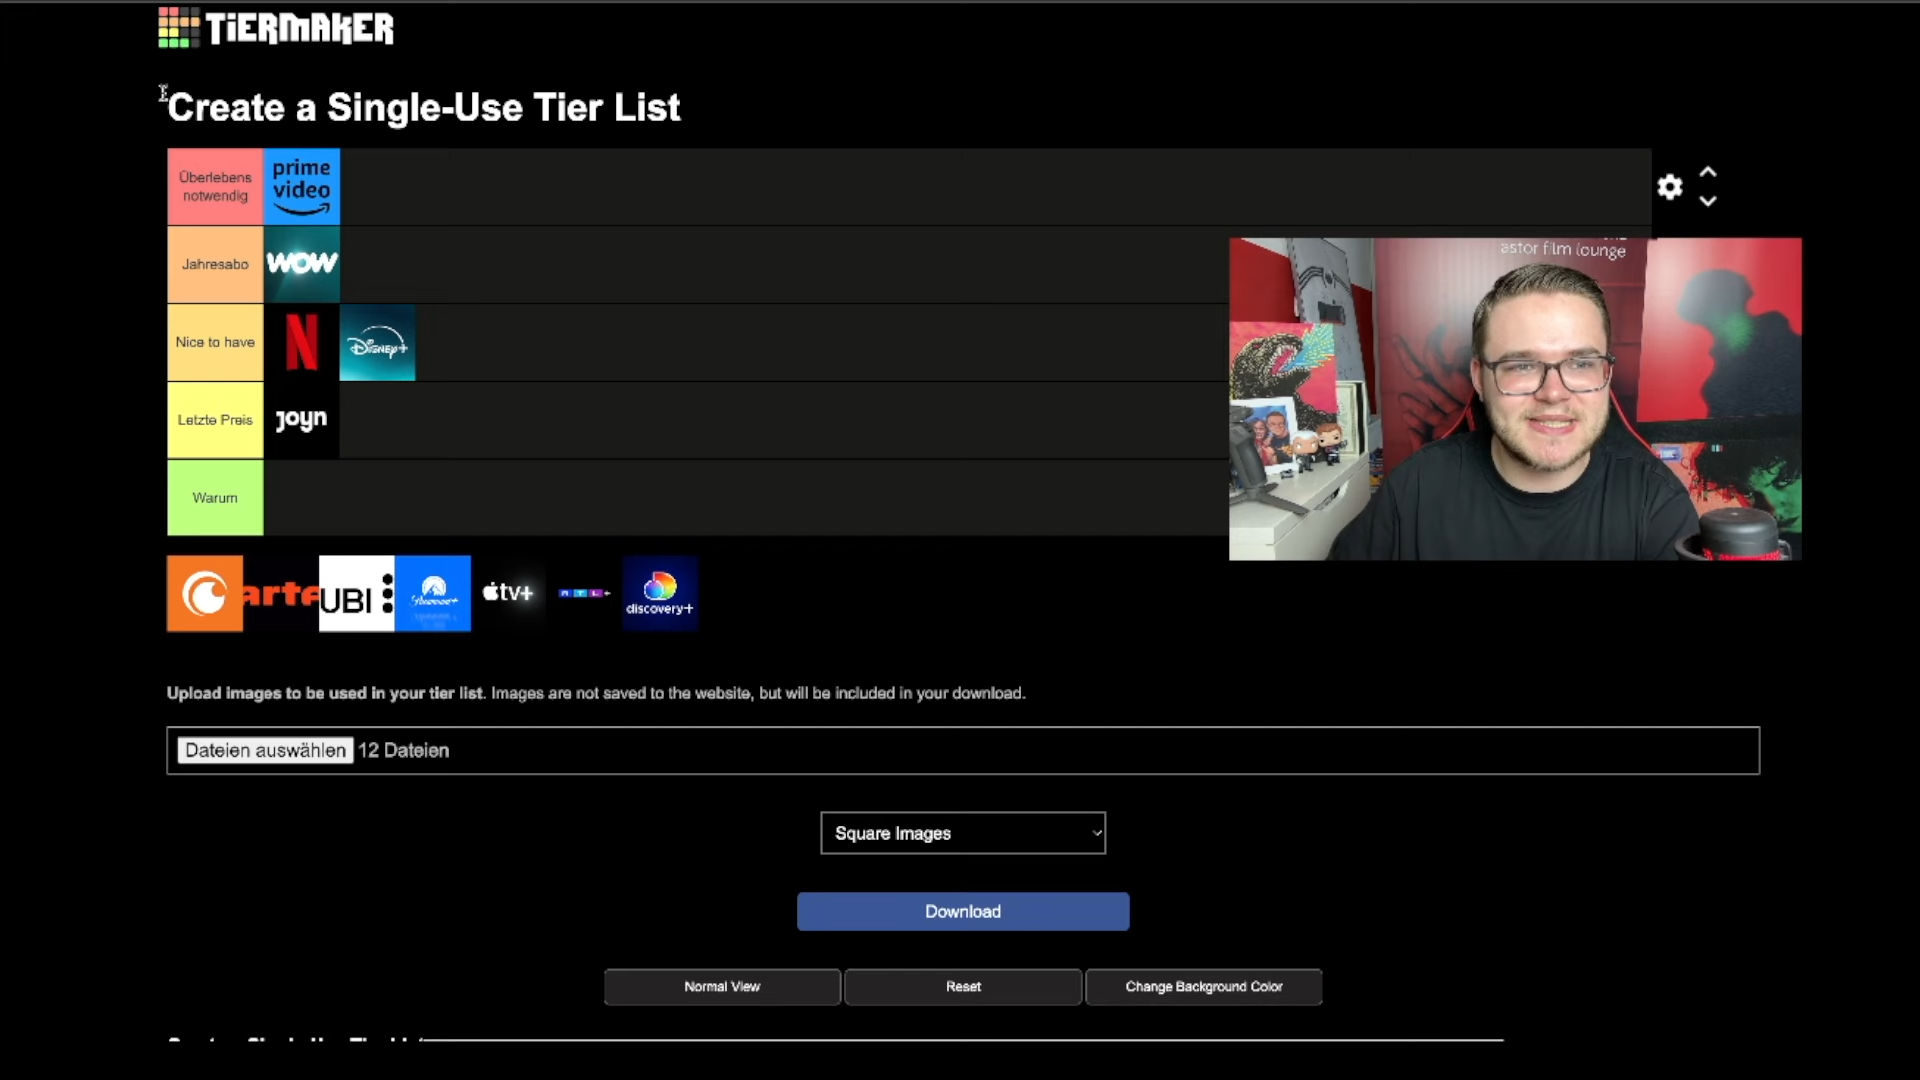 TiERMAKER
Create a Single-Use Tier List
Überlebens
notwendig
prime
video
Jahresabo
WOW
Nice to have
N
Disney+
Letzte Preis
joyn
Warum
astor film lounge
arte
UBI
Paramount+
tv+
RTL+
discovery+
Upload images to be used in your tier list. Images are not saved to the website, but will be included in your download.
Dateien auswählen 12 Dateien
Square Images
Download
Normal View
Reset
Change Background Color